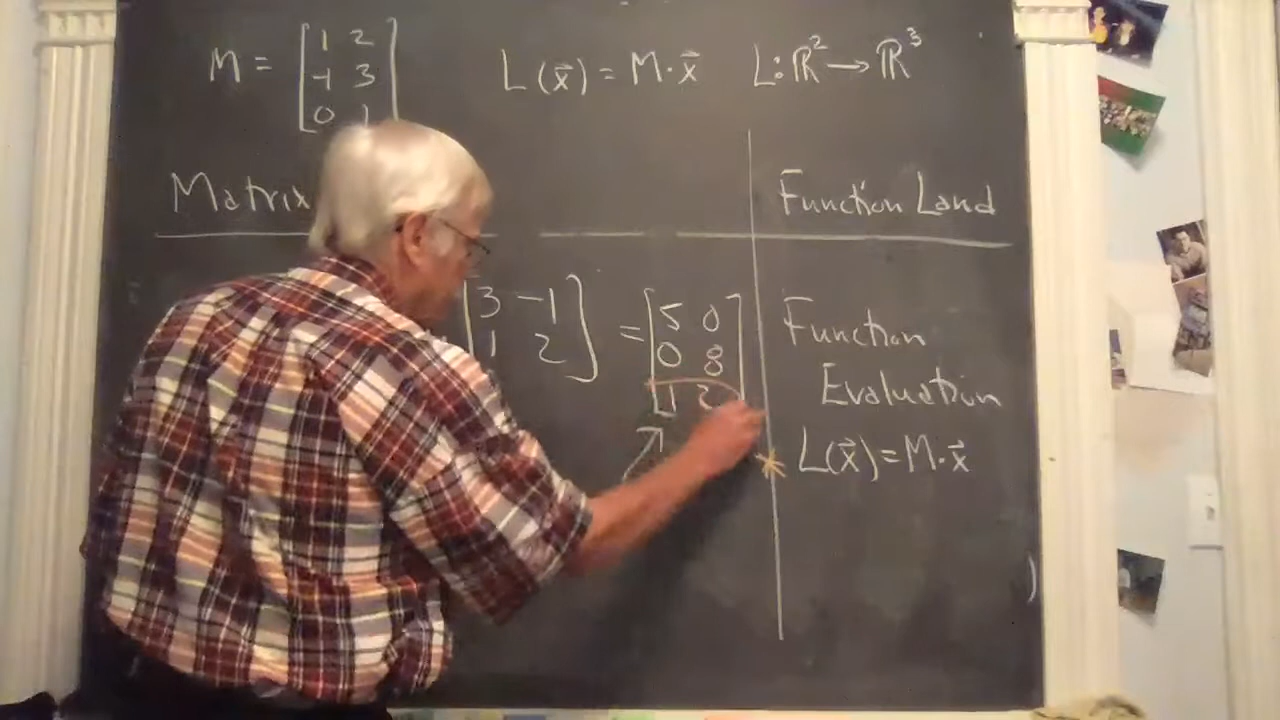 M = [1 2
-1 3
0 1]
L(x⃗) = M·x⃗ L: ℝ² → ℝ³
Matrix
Function Land
[3 -1
1 2]
= [5 0
0 8
1 2]
Function
Evaluation
* L(x⃗) = M·x⃗